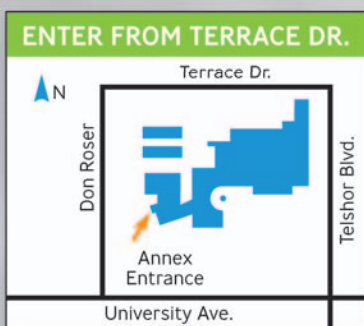 ENTER FROM TERRACE DR.
N
Terrace Dr.
Don Roser
Telshor Blvd.
Annex
Entrance
University Ave.